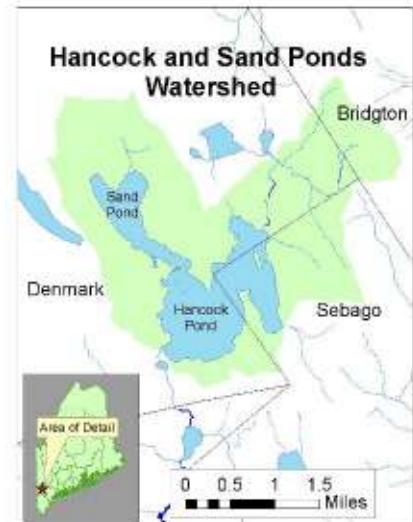 Hancock and Sand Ponds
Watershed
Bridgton
Sand
Pond
Denmark
Hancock
Pond
Sebago
Area of Detail
0 0.5 1 1.5
Miles